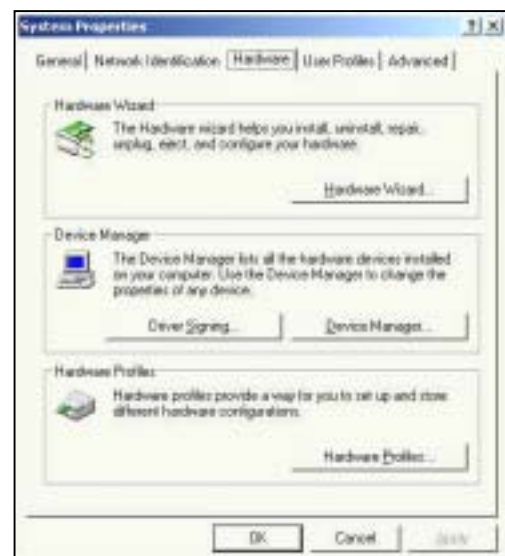 System Properties
General
Network Identification
Hardware
User Profiles
Advanced
Hardware Wizard
The Hardware wizard helps you install, uninstall, repair,
unplug, eject, and configure your hardware.
Hardware Wizard...
Device Manager
The Device Manager lists all the hardware devices installed
on your computer. Use the Device Manager to change the
properties of any device.
Driver Signing...
Device Manager...
Hardware Profiles
Hardware profiles provide a way for you to set up and store
different hardware configurations.
Hardware Profiles...
OK
Cancel
Apply